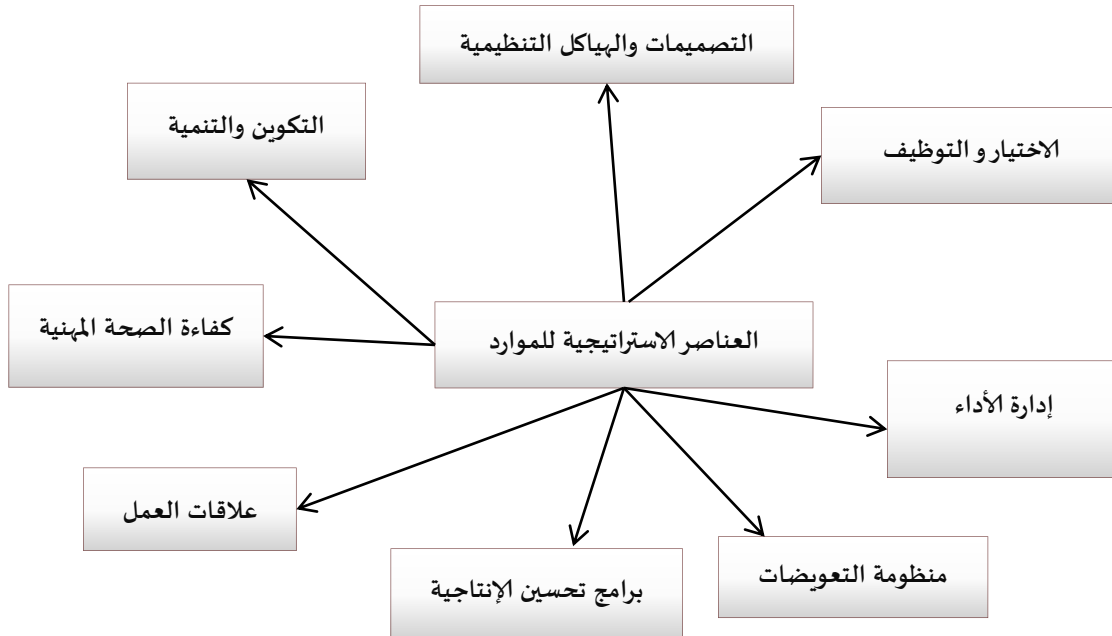 التصميمات والهياكل التنظيمية
التكوين والتنمية
الاختيار و التوظيف
كفاءة الصحة المهنية
العناصر الاستراتيجية للموارد
إدارة الأداء
علاقات العمل
برامج تحسين الإنتاجية
منظومة التعويضات